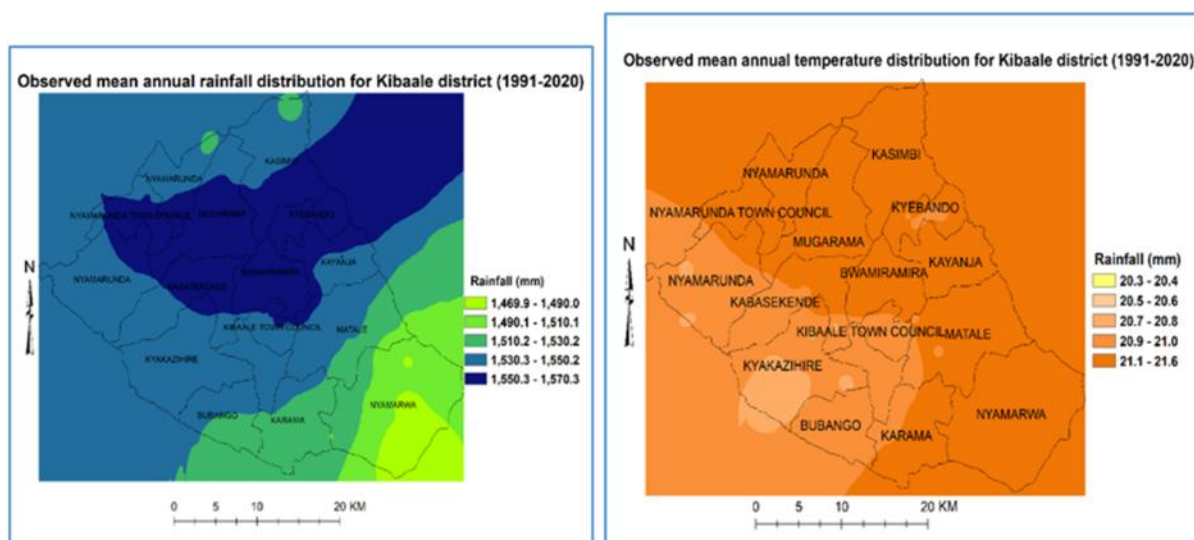 Observed mean annual rainfall distribution for Kibaale district (1991-2020)
KASIMBI
NYAMARUNDA
NYAMARUNDA TOWN COUNCIL
MUGARAMA
KYEBANDO
BWAMIRAMIRA
KAYANJA
NYAMARUNDA
KABASEKENDE
KIBAALE TOWN COUNCIL
MATALE
KYAKAZIHIRE
NYAMARWA
BUBANGO
KARAMA
N
Rainfall (mm)
1,469.9 - 1,490.0
1,490.1 - 1,510.1
1,510.2 - 1,530.2
1,530.3 - 1,550.2
1,550.3 - 1,570.3
0 5 10 20 KM
Observed mean annual temperature distribution for Kibaale district (1991-2020)
KASIMBI
NYAMARUNDA
KYEBANDO
NYAMARUNDA TOWN COUNCIL
MUGARAMA
KAYANJA
BWAMIRAMIRA
NYAMARUNDA
KABASEKENDE
KIBAALE TOWN COUNCIL
MATALE
KYAKAZIHIRE
NYAMARWA
BUBANGO
KARAMA
N
Rainfall (mm)
20.3 - 20.4
20.5 - 20.6
20.7 - 20.8
20.9 - 21.0
21.1 - 21.6
0 5 10 20 KM